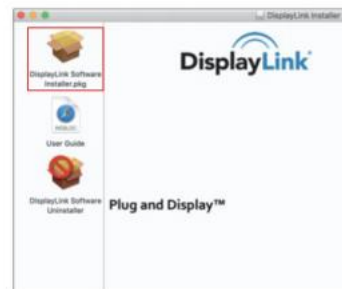 DisplayLink Installer
DisplayLink
DisplayLink Software
Installer.pkg
User Guide
DisplayLink Software
Uninstaller
Plug and Display™